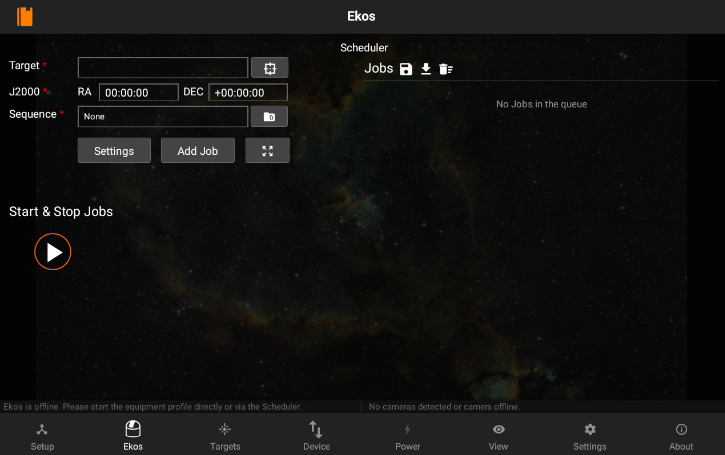 Ekos
Scheduler
Target *
J2000 * RA 00:00:00 DEC +00:00:00
Sequence * None
Settings Add Job
Jobs
No Jobs in the queue
Start & Stop Jobs
Ekos is offline. Please start the equipment profile directly or via the Scheduler.
No cameras detected or camera offline.
Setup Ekos Targets Device Power View Settings About